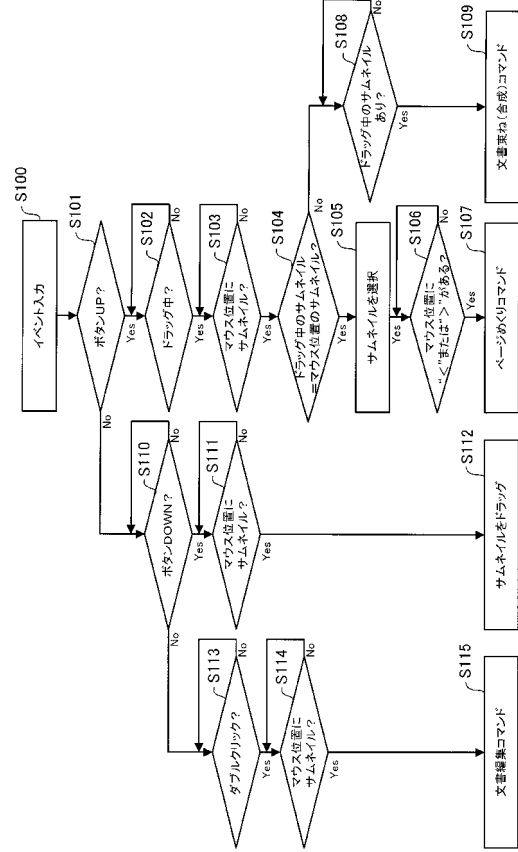 S100
イベント入力
S101
ボタンUP?
No
Yes
S102
ドラッグ中?
No
Yes
S103
マウス位置に
サムネイル?
No
Yes
S104
ドラッグ中のサムネイル
=マウス位置のサムネイル?
No
Yes
S105
サムネイルを選択
S106
マウス位置に
“<”または“>”がある?
No
Yes
S107
ページめくりコマンド
S108
ドラッグ中のサムネイル
あり?
No
Yes
S109
文書束ね(合成)コマンド
S110
ボタンDOWN?
No
No
Yes
S111
マウス位置に
サムネイル?
No
Yes
S112
サムネイルをドラッグ
S113
ダブルクリック?
No
Yes
S114
マウス位置に
サムネイル?
No
Yes
S115
文書編集コマンド